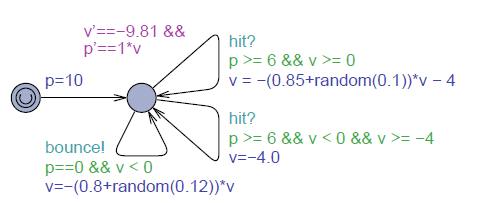 v'==−9.81 &&
p'==1*v
p=10
hit?
p >= 6 && v >= 0
v = −(0.85+random(0.1))*v − 4
hit?
p >= 6 && v < 0 && v >= −4
v=−4.0
bounce!
p==0 && v < 0
v=−(0.8+random(0.12))*v